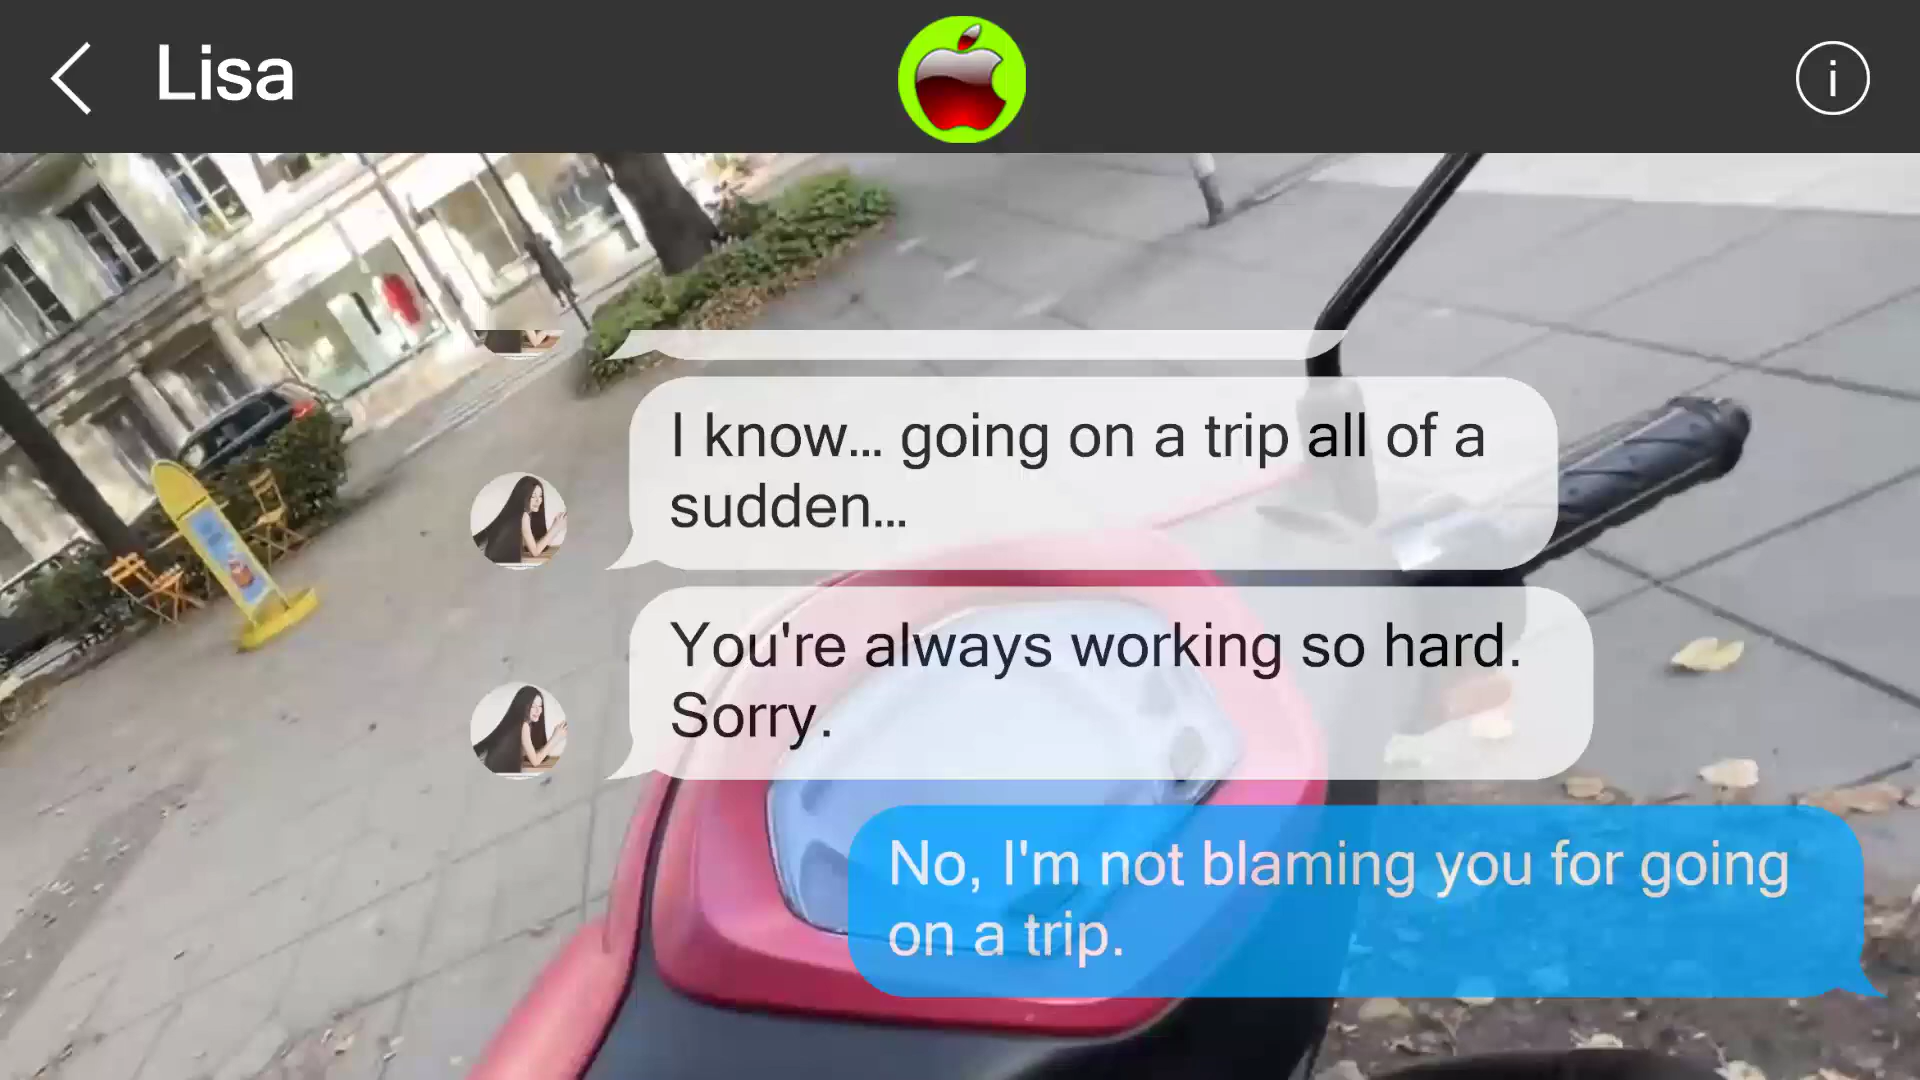 Lisa
I know... going on a trip all of a
sudden...
You're always working so hard.
Sorry.
No, I'm not blaming you for going
on a trip.